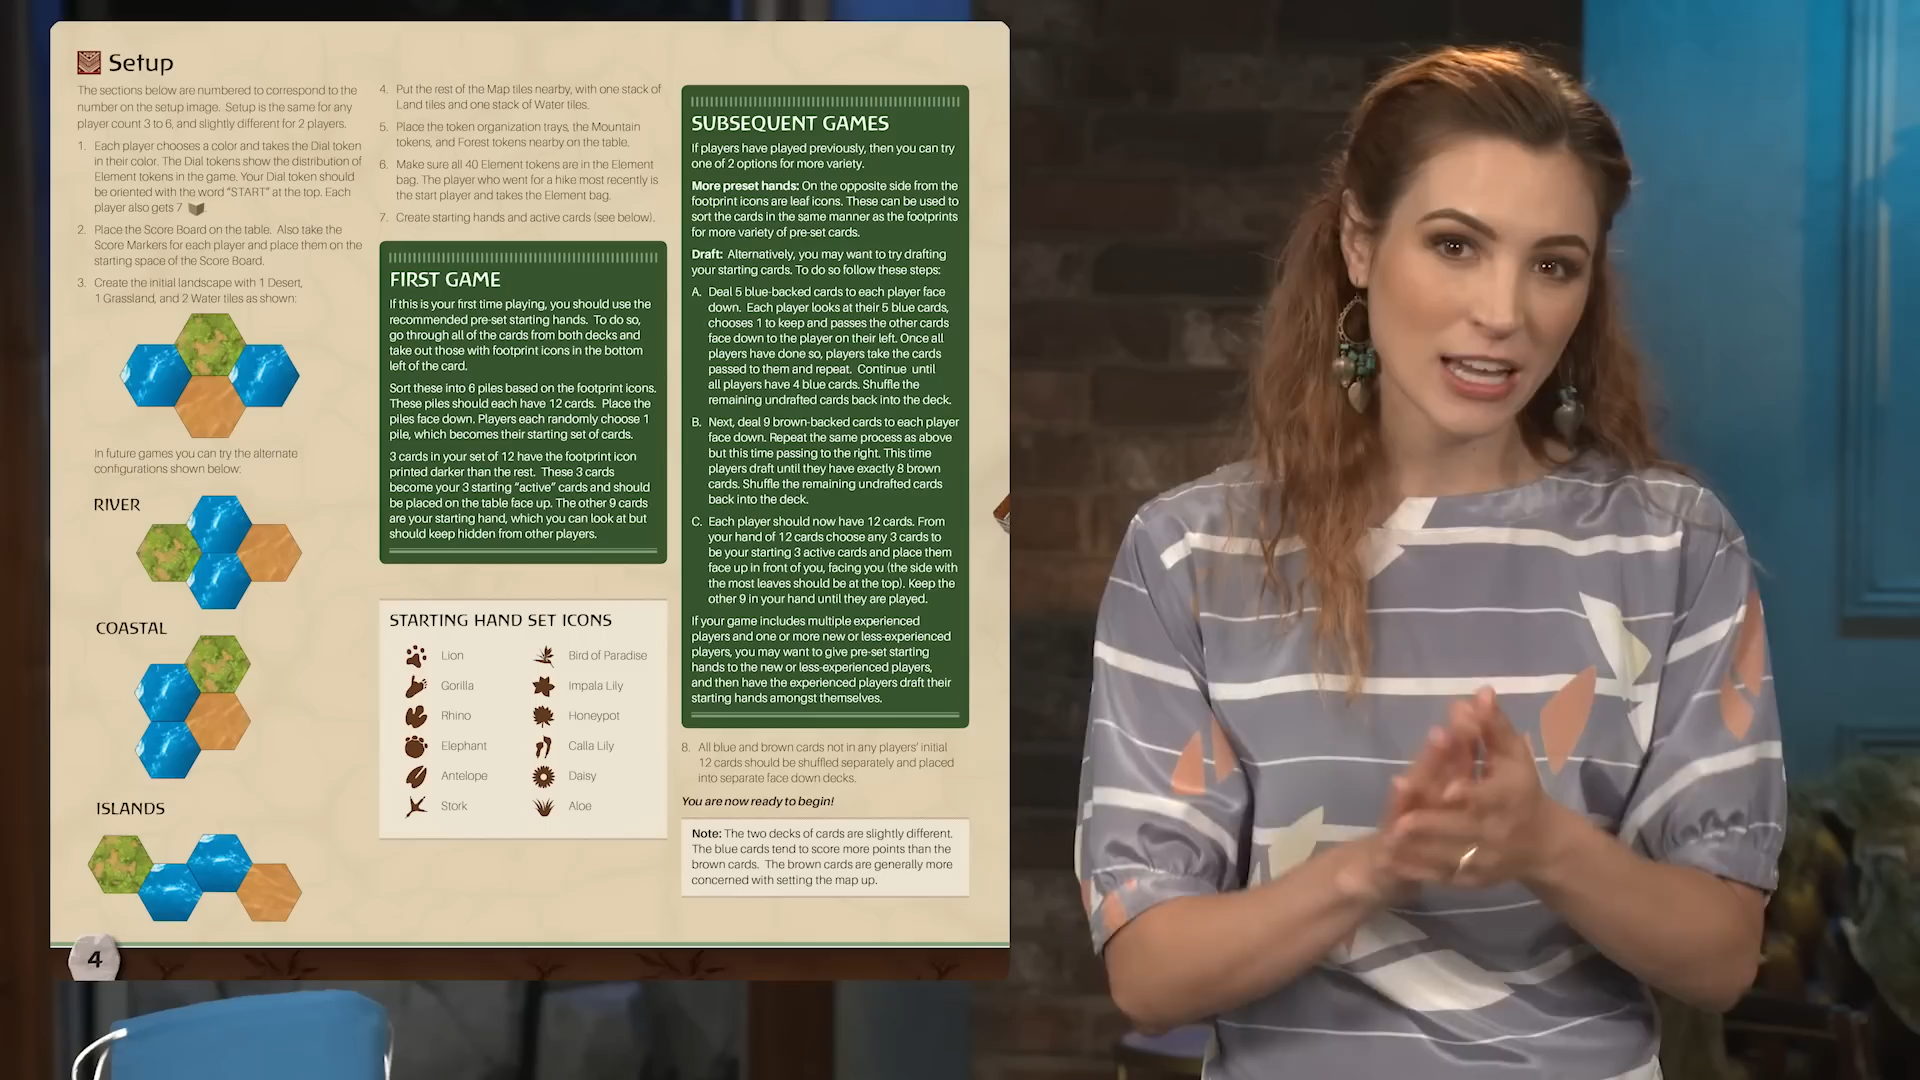 Setup
The sections below are numbered to correspond to the
number on the setup image. Setup is the same for any
player count 3 to 6, and slightly different for 2 players.
1. Each player chooses a color and takes the Dial token
in their color. The Dial tokens show the distribution of
Element tokens in the game. Your Dial token should
be oriented with the word "START" at the top. Each
player also gets 7
2. Place the Score Board on the table. Also take the
Score Markers for each player and place them on the
starting space of the Score Board.
3. Create the initial landscape with 1 Desert,
1 Grassland, and 2 Water tiles as shown:
In future games you can try the alternate
configurations shown below:
RIVER
COASTAL
ISLANDS
4
4. Put the rest of the Map tiles nearby, with one stack of
Land tiles and one stack of Water tiles.
5. Place the token organization trays, the Mountain
tokens, and Forest tokens nearby on the table.
6. Make sure all 40 Element tokens are in the Element
bag. The player who went for a hike most recently is
the start player and takes the Element bag.
7. Create starting hands and active cards (see below).
FIRST GAME
If this is your first time playing, you should use the
recommended pre-set starting hands. To do so,
go through all of the cards from both decks and
take out those with footprint icons in the bottom
left of the card.
Sort these into 6 piles based on the footprint icons.
These piles should each have 12 cards. Place the
piles face down. Players each randomly choose 1
pile, which becomes their starting set of cards.
3 cards in your set of 12 have the footprint icon
printed darker than the rest. These 3 cards
become your 3 starting "active" cards and should
be placed on the table face up. The other 9 cards
are your starting hand, which you can look at but
should keep hidden from other players.
STARTING HAND SET ICONS
Lion
Gorilla
Rhino
Elephant
Antelope
Stork
Bird of Paradise
Impala Lily
Honeypot
Calla Lily
Daisy
Aloe
SUBSEQUENT GAMES
If players have played previously, then you can try
one of 2 options for more variety.
More preset hands: On the opposite side from the
footprint icons are leaf icons. These can be used to
sort the cards in the same manner as the footprints
for more variety of pre-set cards.
Draft: Alternatively, you may want to try drafting
your starting cards. To do so follow these steps:
A. Deal 5 blue-backed cards to each player face
down. Each player looks at their 5 blue cards,
chooses 1 to keep and passes the other cards
face down to the player on their left. Once all
players have done so, players take the cards
passed to them and repeat. Continue until
all players have 4 blue cards. Shuffle the
remaining undrafted cards back into the deck.
B. Next, deal 9 brown-backed cards to each player
face down. Repeat the same process as above
but this time passing to the right. This time
players draft until they have exactly 8 brown
cards. Shuffle the remaining undrafted cards
back into the deck.
C. Each player should now have 12 cards. From
your hand of 12 cards choose any 3 cards to
be your starting 3 active cards and place them
face up in front of you, facing you (the side with
the most leaves should be at the top). Keep the
other 9 in your hand until they are played.
If your game includes multiple experienced
players and one or more new or less-experienced
players, you may want to give pre-set starting
hands to the new or less-experienced players,
and then have the experienced players draft their
starting hands amongst themselves.
8. All blue and brown cards not in any players' initial
12 cards should be shuffled separately and placed
into separate face down decks.
You are now ready to begin!
Note: The two decks of cards are slightly different.
The blue cards tend to score more points than the
brown cards. The brown cards are generally more
concerned with setting the map up.